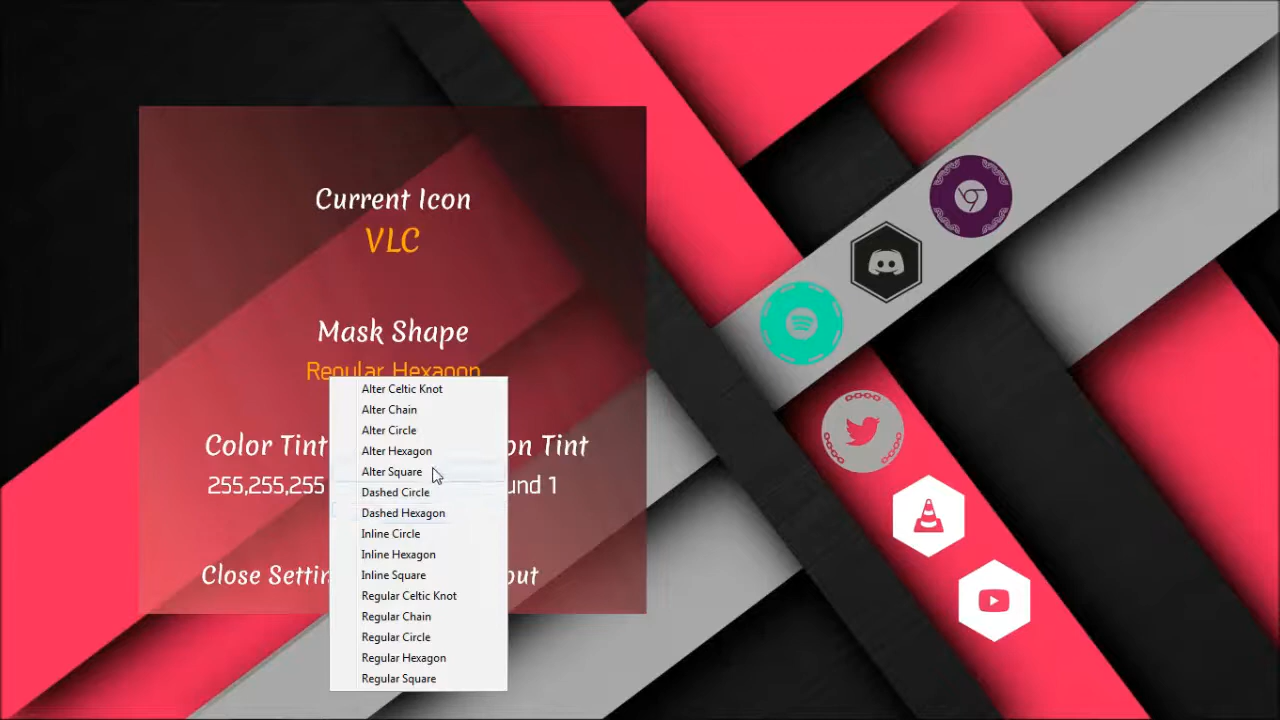 Current Icon
VLC
Mask Shape
Regular Hexagon
Alter Celtic Knot
Alter Chain
Alter Circle
Alter Hexagon
Alter Square
Dashed Circle
Dashed Hexagon
Inline Circle
Inline Hexagon
Inline Square
Regular Celtic Knot
Regular Chain
Regular Circle
Regular Hexagon
Regular Square
Color Tint
on Tint
255,255,255
und 1
Close Settin
out